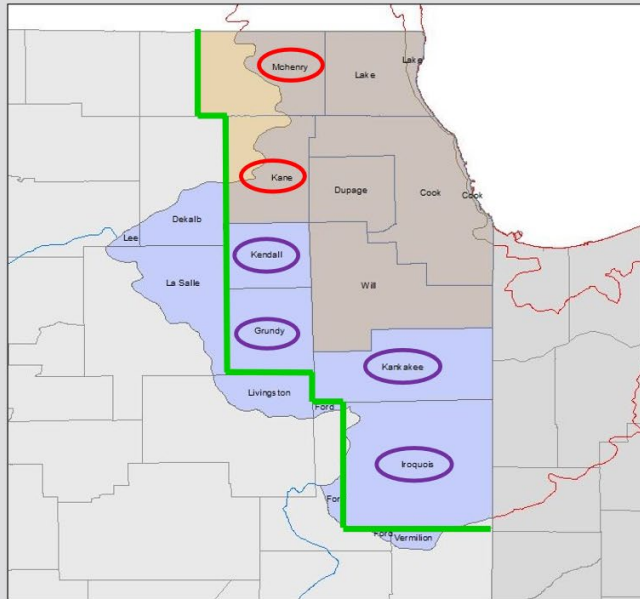 Mchenry
Lake
Lake
Kane
Dupage
Cook
Cook
Dekalb
Lee
Kendall
La Salle
Will
Grundy
Kankakee
Livingston
Ford
Iroquois
For
Ford
Vermilion